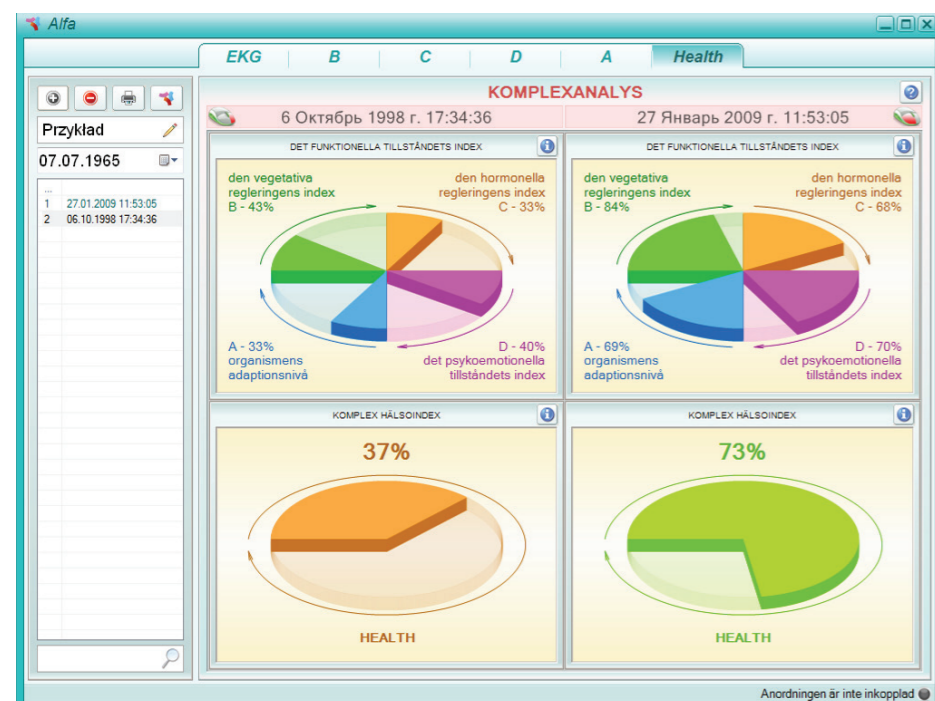 Alfa
EKG B C D A Health
KOMPLEXANALYS
Przykład
07.07.1965
...
1 27.01.2009 11:53:05
2 06.10.1998 17:34:36
6 Октябрь 1998 г. 17:34:36
27 Январь 2009 г. 11:53:05
DET FUNKTIONELLA TILLSTÅNDETS INDEX
den vegetativa
regleringens index
B - 43%
den hormonella
regleringens index
C - 33%
A - 33%
organismens
adaptionsnivå
D - 40%
det psykoemotionella
tillståndets index
DET FUNKTIONELLA TILLSTÅNDETS INDEX
den vegetativa
regleringens index
B - 84%
den hormonella
regleringens index
C - 68%
A - 69%
organismens
adaptionsnivå
D - 70%
det psykoemotionella
tillståndets index
KOMPLEX HÄLSOINDEX
37%
HEALTH
KOMPLEX HÄLSOINDEX
73%
HEALTH
Anordningen är inte inkopplad